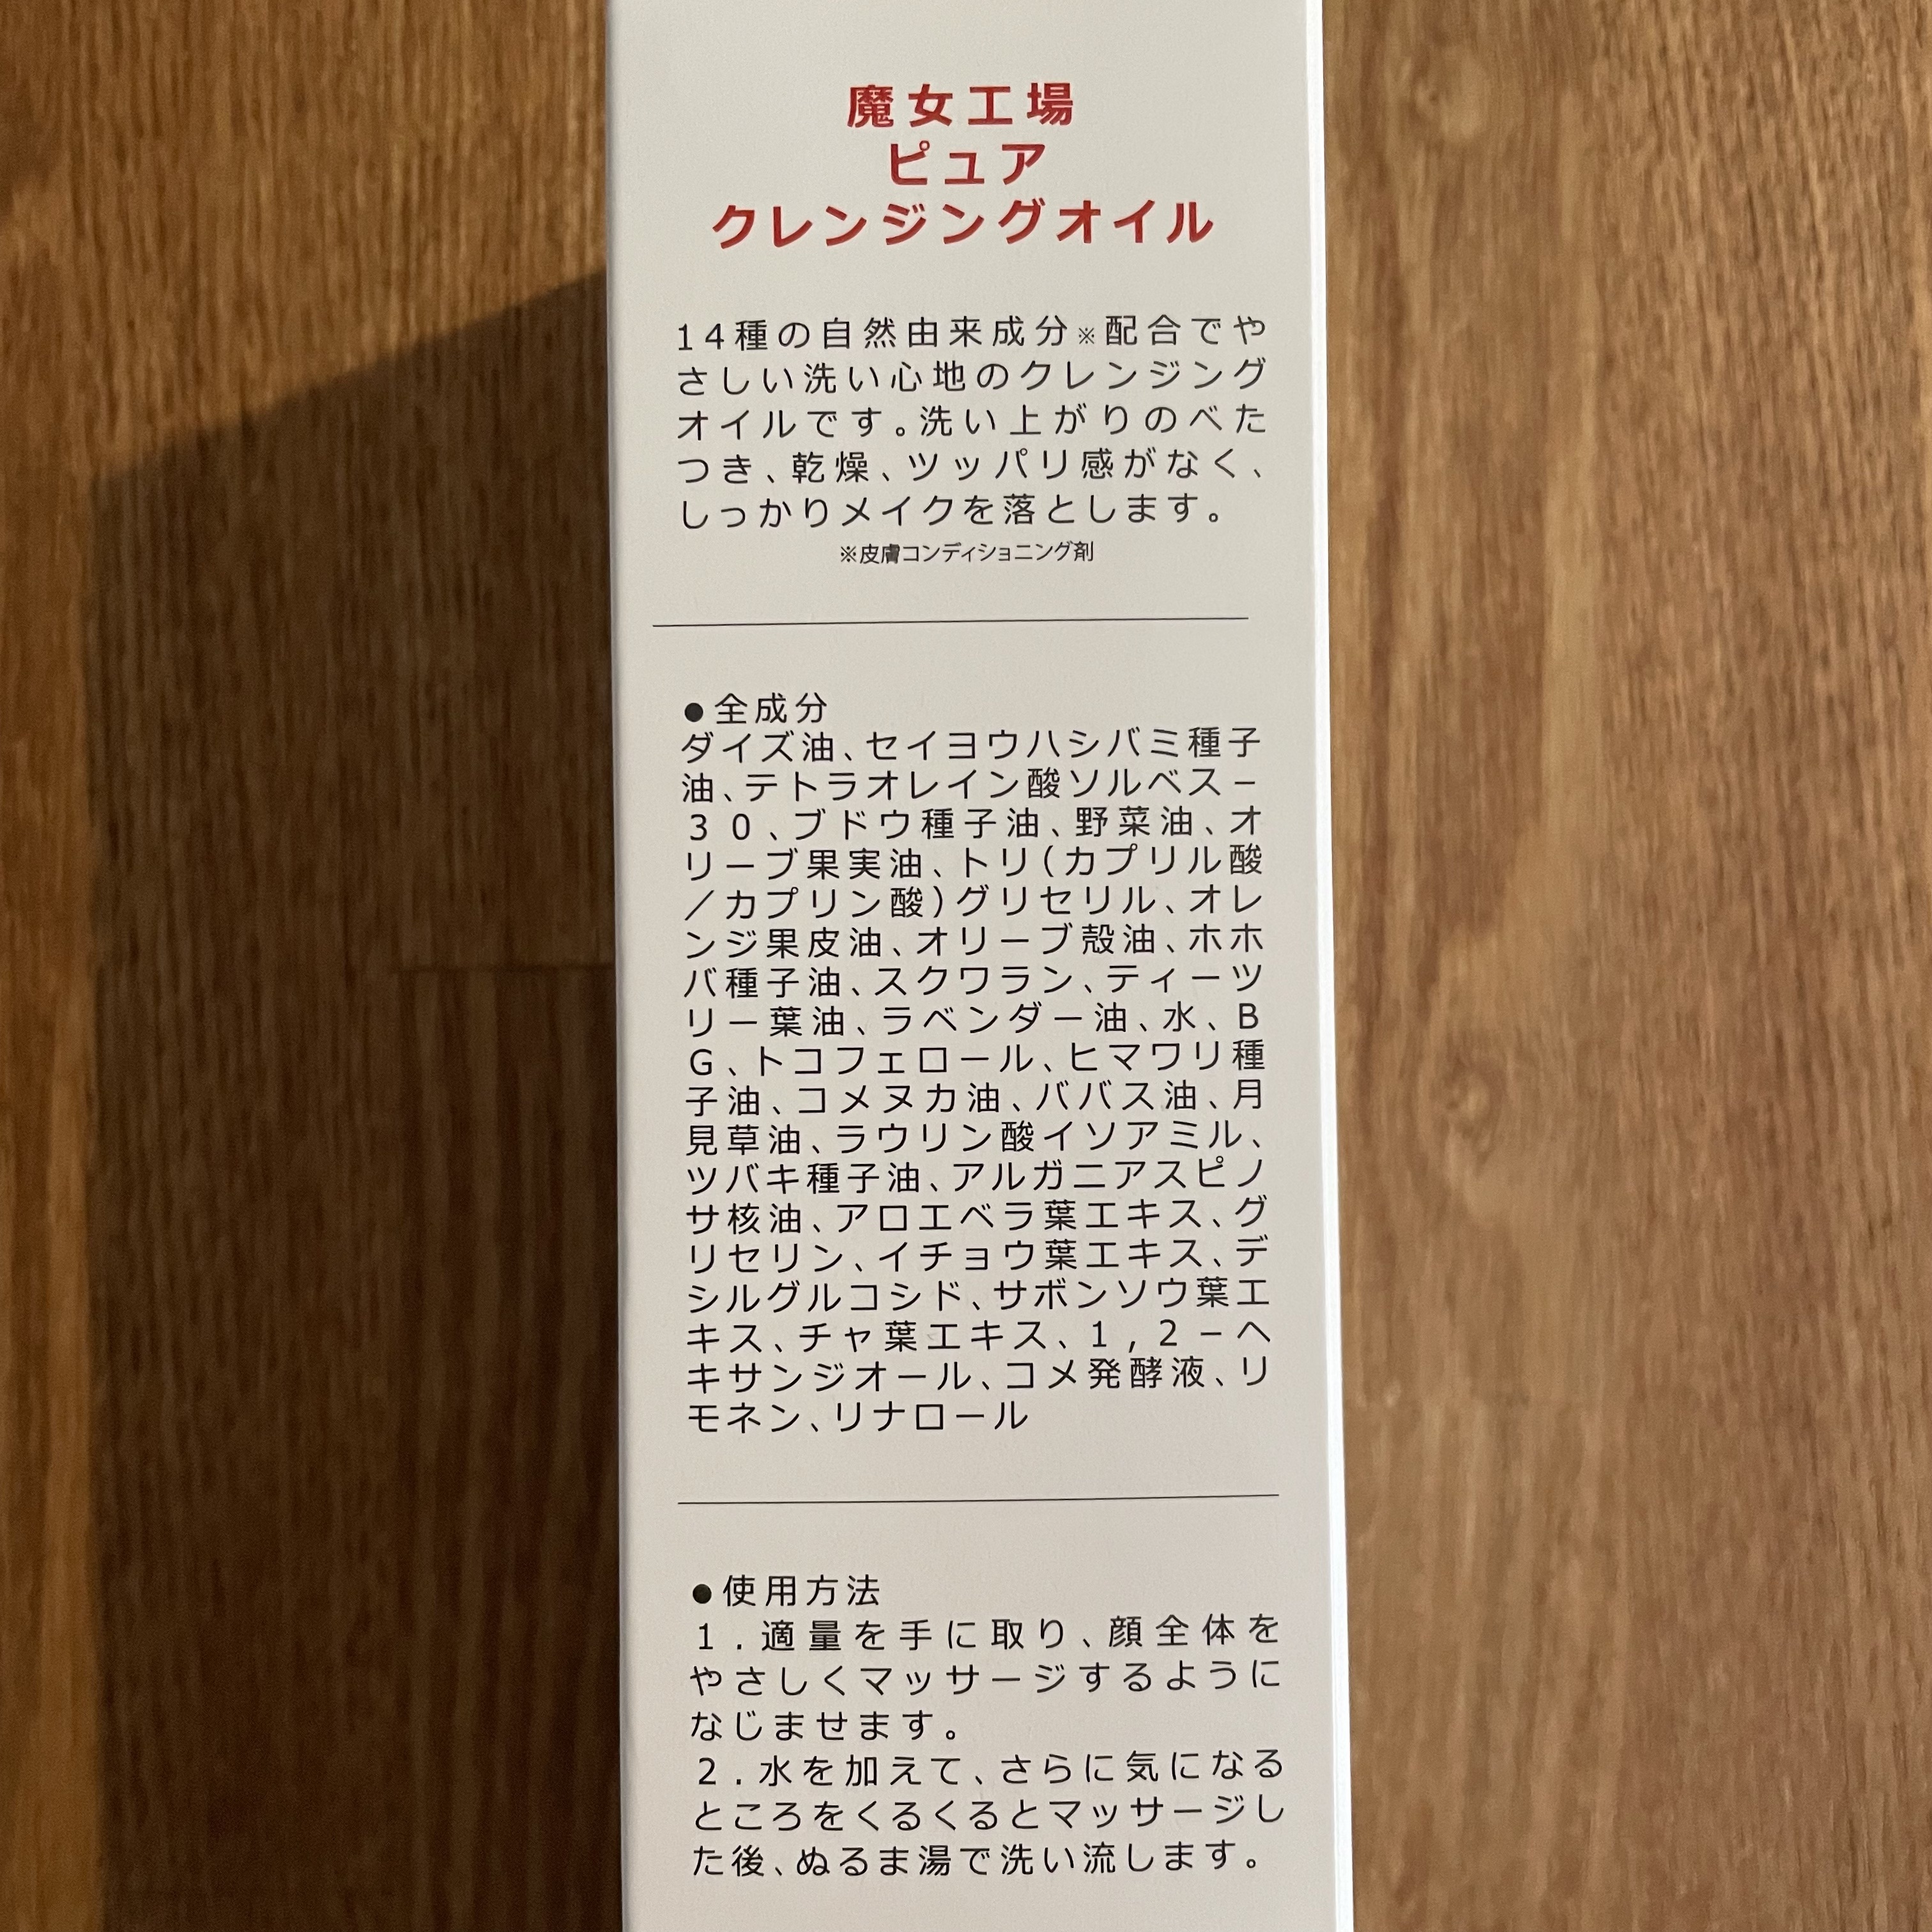 魔女工場
ピュア
クレンジングオイル
14種の自然由来成分※配合でや
さしい洗い心地のクレンジング
オイルです。洗い上がりのべた
つき、乾燥、ツッパリ感がなく、
しっかりメイクを落とします。
※皮膚コンディショニング剤
●全成分
ダイズ油、セイヨウハシバミ種子
油、テトラオレイン酸ソルベス－
３０、ブドウ種子油、野菜油、オ
リーブ果実油、トリ（カプリル酸
／カプリン酸）グリセリル、オレ
ンジ果皮油、オリーブ殻油、ホホ
バ種子油、スクワラン、ティーツ
リー葉油、ラベンダー油、水、Ｂ
Ｇ、トコフェロール、ヒマワリ種
子油、コメヌカ油、ババス油、月
見草油、ラウリン酸イソアミル、
ツバキ種子油、アルガニアスピノ
サ核油、アロエベラ葉エキス、グ
リセリン、イチョウ葉エキス、デ
シルグルコシド、サボンソウ葉エ
キス、チャ葉エキス、１，２－ヘ
キサンジオール、コメ発酵液、リ
モネン、リナロール
●使用方法
１．適量を手に取り、顔全体を
やさしくマッサージするように
なじませます。
２．水を加えて、さらに気になる
ところをくるくるとマッサージし
た後、ぬるま湯で洗い流します。